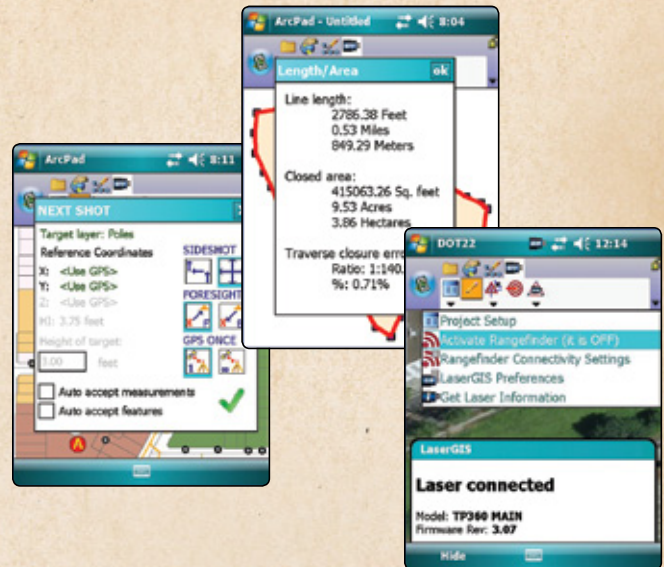 ArcPad - Untitled 8:04
Length/Area ok
Line length:
2786.38 Feet
0.53 Miles
849.29 Meters
Closed area:
415063.26 Sq. feet
9.53 Acres
3.86 Hectares
Traverse closure erro
Ratio: 1:140.
%: 0.71%
ArcPad 8:11
NEXT SHOT
Target layer: Poles
Reference Coordinates
X: <Use GPS>
Y: <Use GPS>
Z: <Use GPS>
HI: 3.75 feet
Height of target:
3.00 feet
SIDESHOT
FORESIGHT
GPS ONCE
Auto accept measurements
Auto accept features
DOT22 12:14
Project Setup
Activate Rangefinder (it is OFF)
Rangefinder Connectivity Settings
LaserGIS Preferences
Get Laser Information
LaserGIS
Laser connected
Model: TP360 MAIN
Firmware Rev: 3.07
Hide